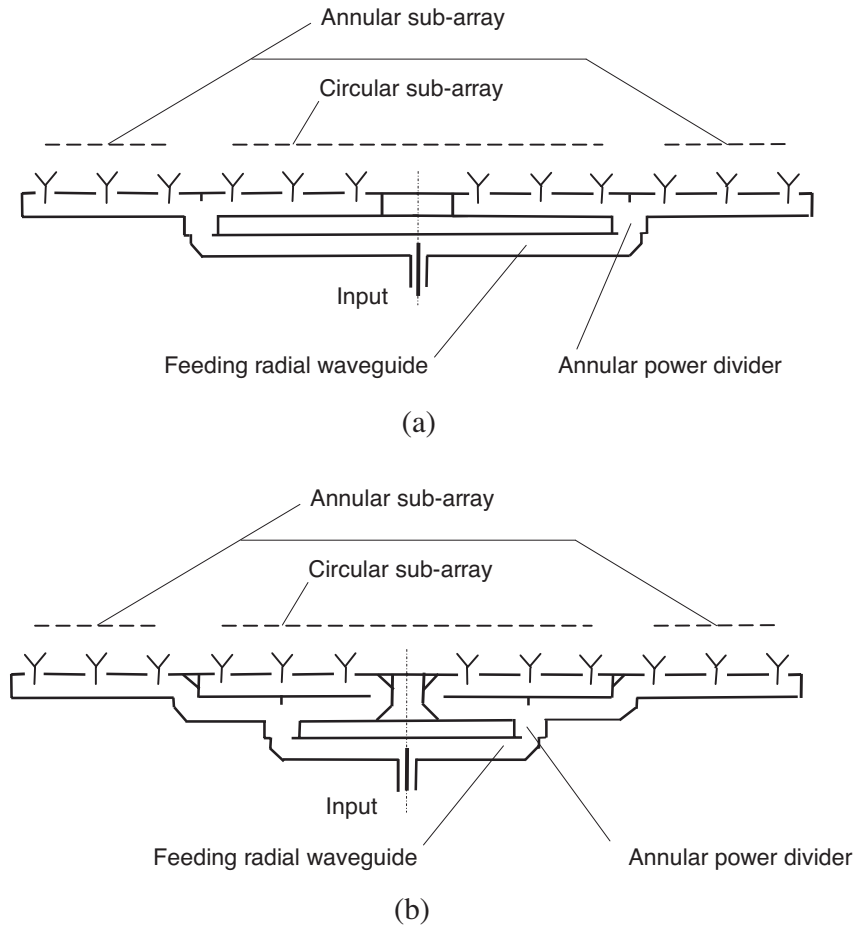 Annular sub-array
Circular sub-array
Input
Feeding radial waveguide
Annular power divider
(a)
Annular sub-array
Circular sub-array
Input
Feeding radial waveguide
Annular power divider
(b)